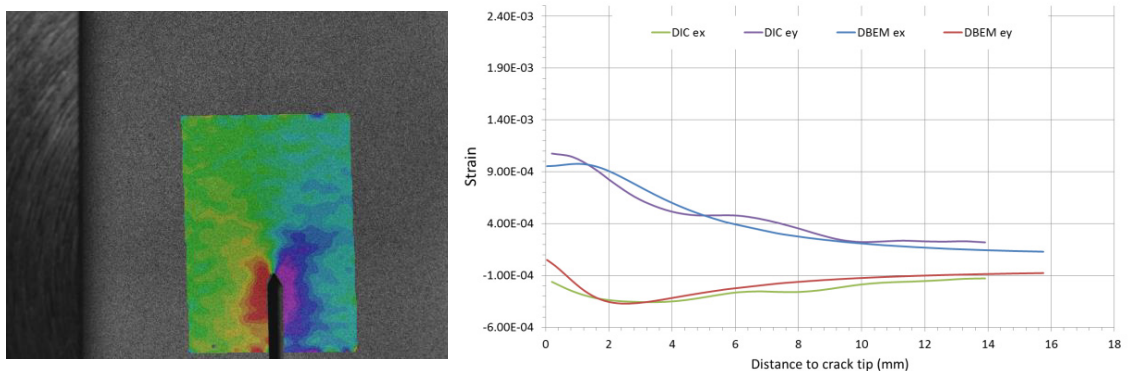 2.40E-03
DIC ex DIC ey DBEM ex DBEM ey
1.90E-03
1.40E-03
Strain
9.00E-04
4.00E-04
-1.00E-04
-6.00E-04
0 2 4 6 8 10 12 14 16 18
Distance to crack tip (mm)